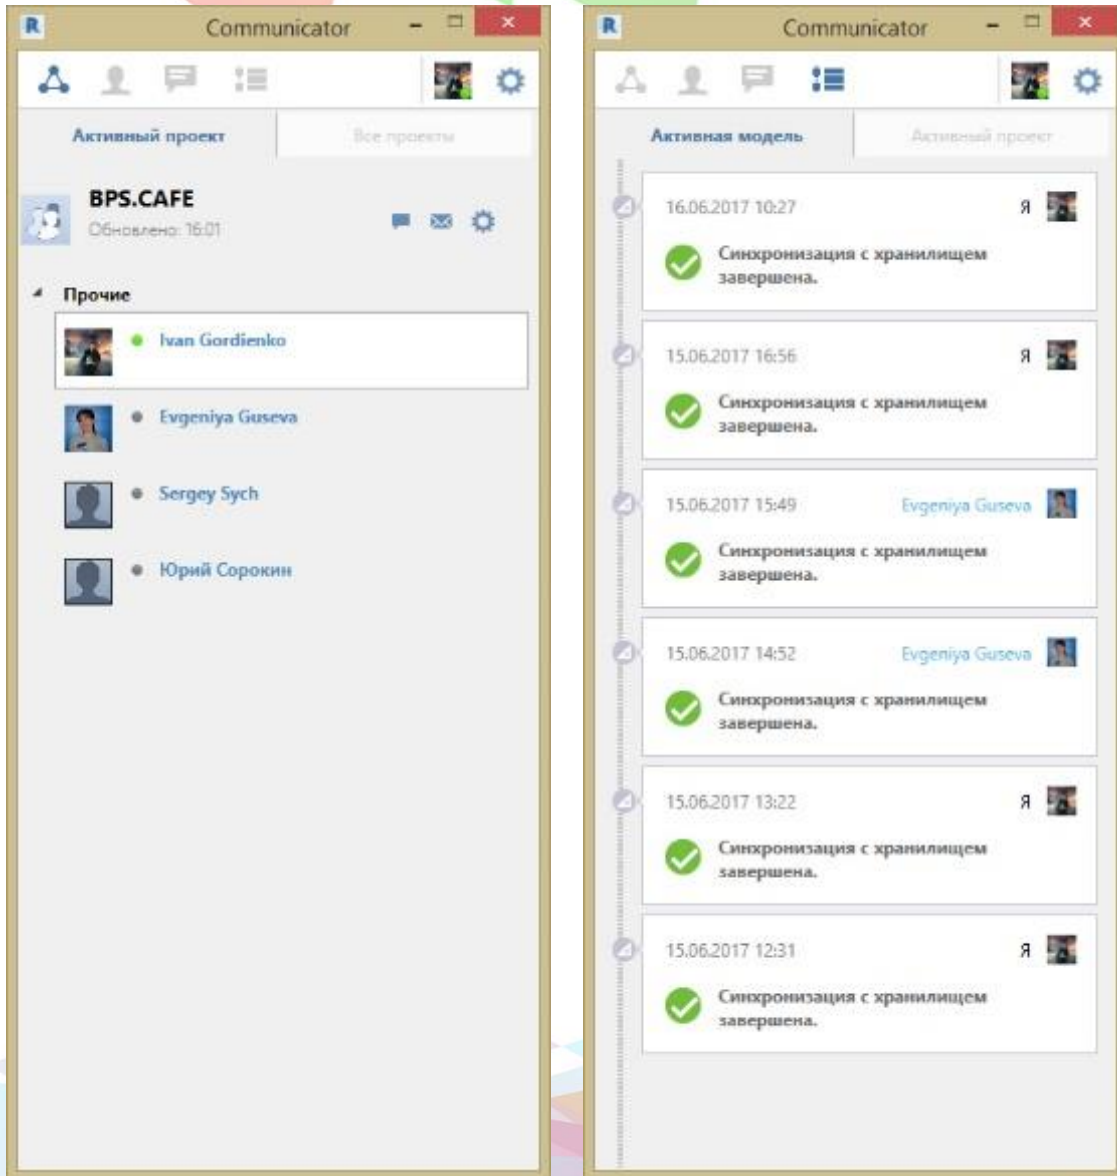 Communicator
Активный проект
Все проекты
BPS.CAFE
Обновлено: 16:01
Прочие
Ivan Gordienko
Evgeniya Guseva
Sergey Sych
Юрий Сорокин
Communicator
Активная модель
Активный проект
16.06.2017 10:27 Я
Синхронизация с хранилищем
завершена.
15.06.2017 16:56 Я
Синхронизация с хранилищем
завершена.
15.06.2017 15:49 Evgeniya Guseva
Синхронизация с хранилищем
завершена.
15.06.2017 14:52 Evgeniya Guseva
Синхронизация с хранилищем
завершена.
15.06.2017 13:22 Я
Синхронизация с хранилищем
завершена.
15.06.2017 12:31 Я
Синхронизация с хранилищем
завершена.